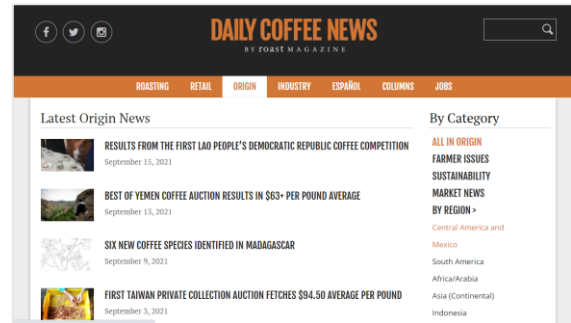 DAILY COFFEE NEWS
BY roast MAGAZINE
ROASTING RETAIL ORIGIN INDUSTRY ESPAÑOL COLUMNS JOBS
Latest Origin News
RESULTS FROM THE FIRST LAO PEOPLE'S DEMOCRATIC REPUBLIC COFFEE COMPETITION
September 15, 2021
BEST OF YEMEN COFFEE AUCTION RESULTS IN $63+ PER POUND AVERAGE
September 13, 2021
SIX NEW COFFEE SPECIES IDENTIFIED IN MADAGASCAR
September 9, 2021
FIRST TAIWAN PRIVATE COLLECTION AUCTION FETCHES $94.50 AVERAGE PER POUND
September 3, 2021
By Category
ALL IN ORIGIN
FARMER ISSUES
SUSTAINABILITY
MARKET NEWS
BY REGION >
Central America and
Mexico
South America
Africa/Arabia
Asia (Continental)
Indonesia